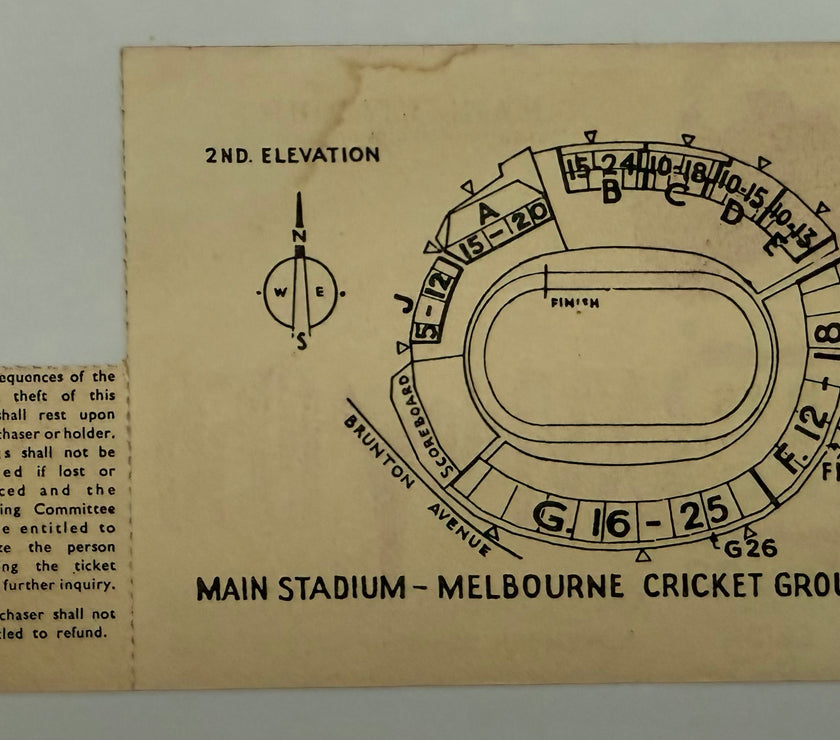 2ND. ELEVATION
N
W E
S
A
15 - 20
15 24
B
10 - 18
C
10 - 15
D
10 - 13
E
J
5 - 12
FINISH
18
F. 12 -
SCOREBOARD
BRUNTON AVENUE
G. 16 - 25
G26
MAIN STADIUM - MELBOURNE CRICKET GROU
equences of the
theft of this
shall rest upon
chaser or holder.
s shall not be
ed if lost or
ced and the
ing Committee
e entitled to
ke the person
ng the ticket
further inquiry.
chaser shall not
tled to refund.